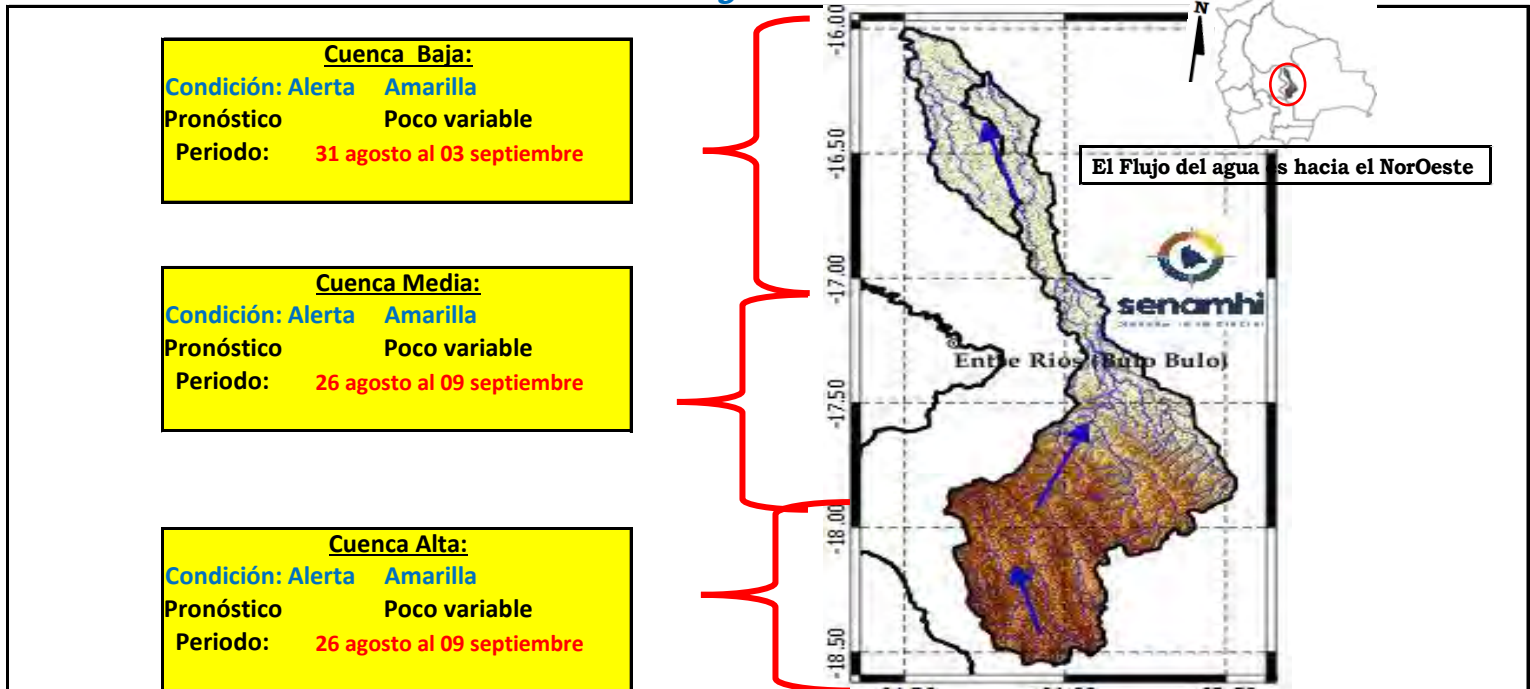 Cuenca Baja:
Condición: Alerta Amarilla
Pronóstico Poco variable
Periodo: 31 agosto al 03 septiembre
Cuenca Media:
Condición: Alerta Amarilla
Pronóstico Poco variable
Periodo: 26 agosto al 09 septiembre
Cuenca Alta:
Condición: Alerta Amarilla
Pronóstico Poco variable
Periodo: 26 agosto al 09 septiembre
N
El Flujo del agua es hacia el NorOeste
senamhi
Entre Rios (Bulo Bulo)
-16.00
-16.50
-17.00
-17.50
-18.00
-18.50